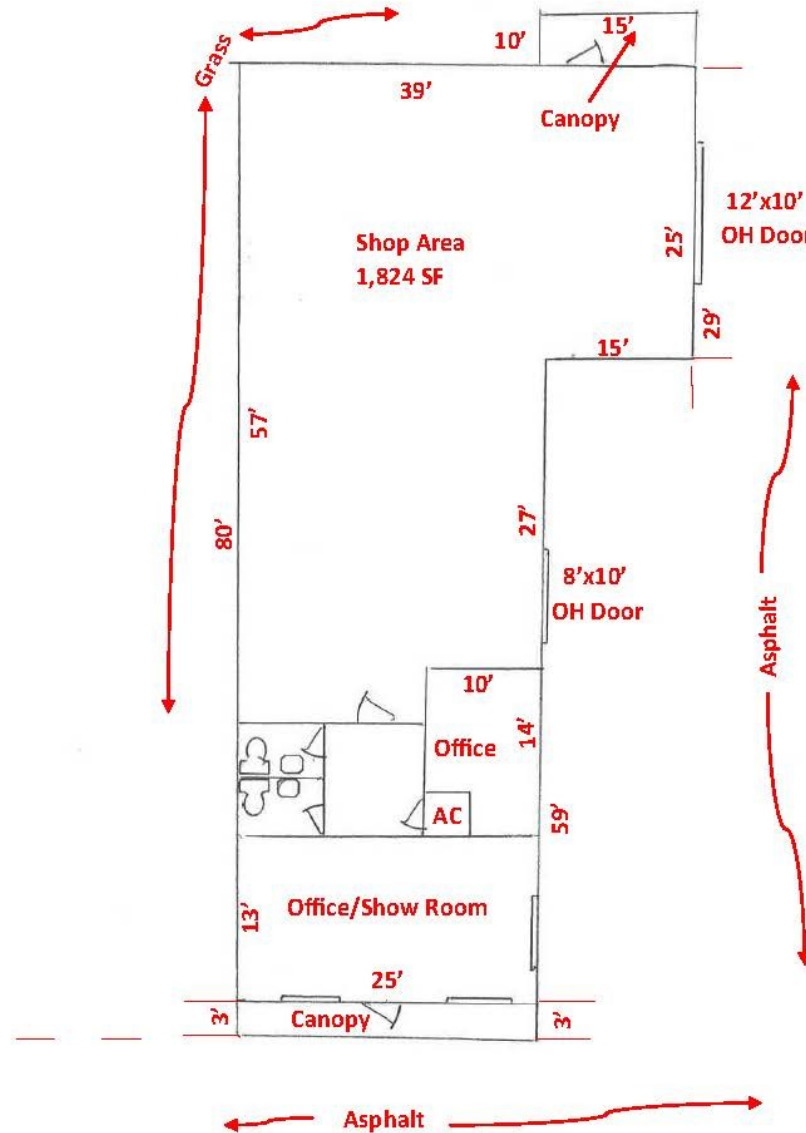 Grass
10'
15'
39'
Canopy
12'x10'
OH Door
Shop Area
1,824 SF
25'
29'
15'
57'
80'
27'
8'x10'
OH Door
Asphalt
10'
Office
14'
AC
59'
Office/Show Room
13'
25'
3'
Canopy
3'
Asphalt